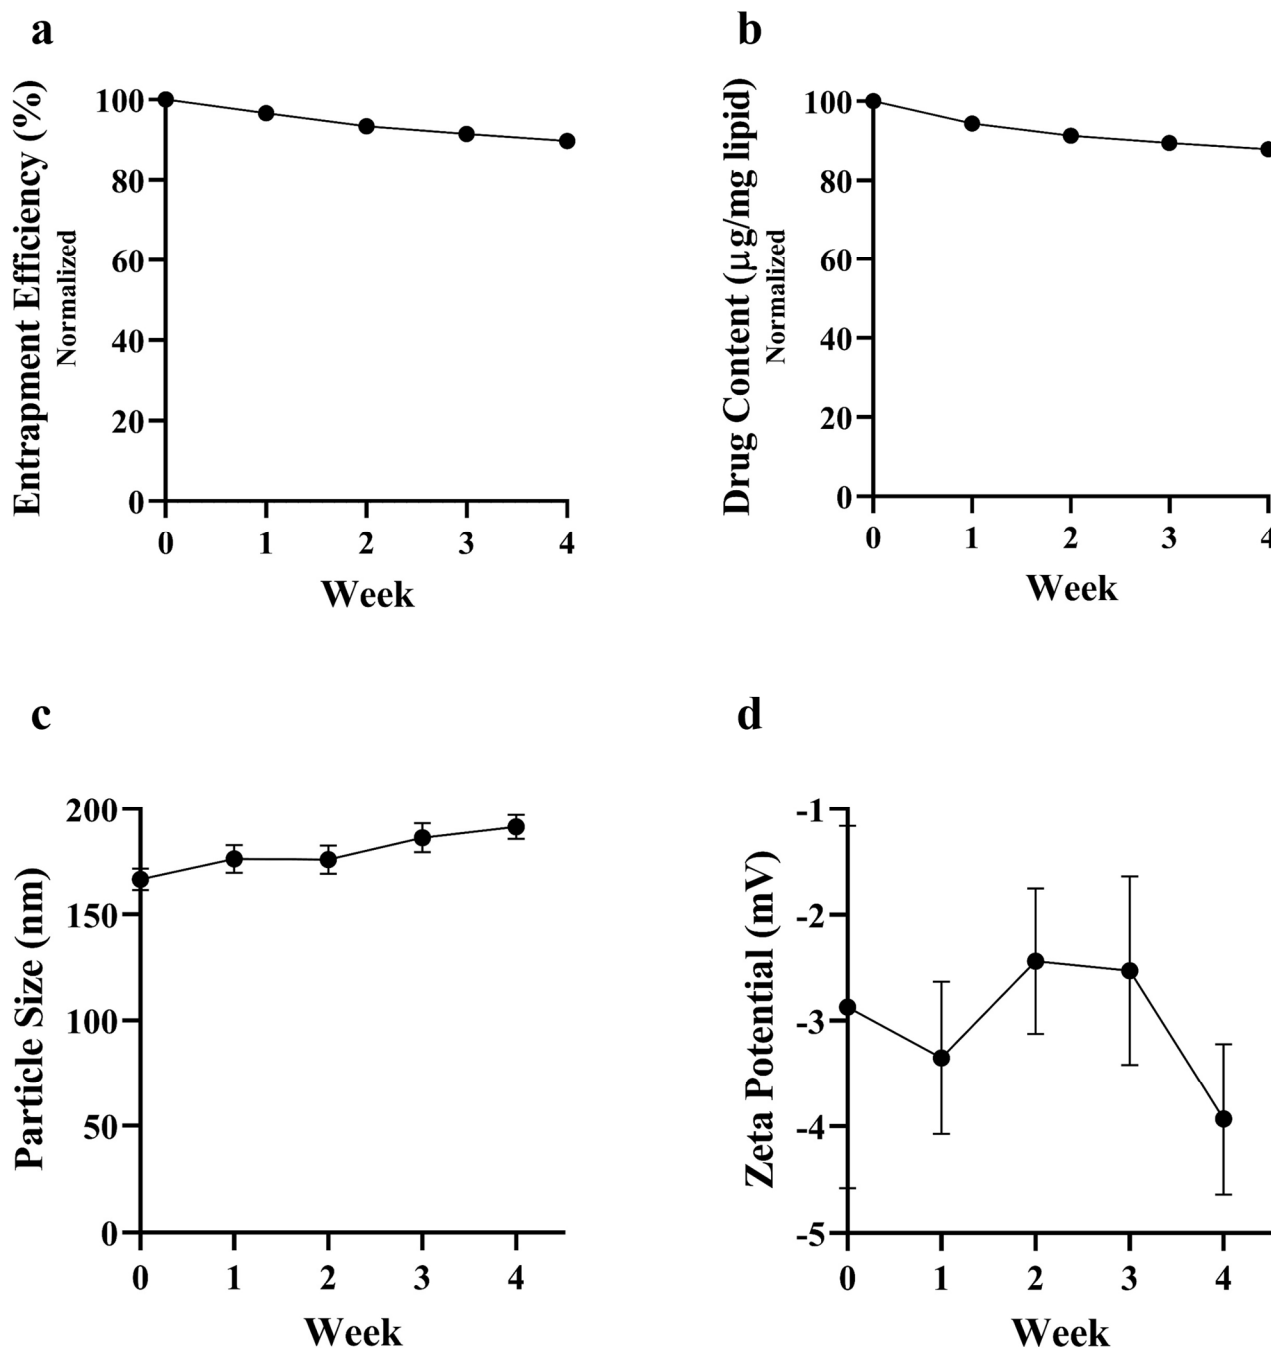 a
Entrapment Efficiency (%)
Normalized
100
80
60
40
20
0
0 1 2 3 4
Week
b
Drug Content (μg/mg lipid)
Normalized
100
80
60
40
20
0
0 1 2 3 4
Week
c
Particle Size (nm)
200
150
100
50
0
0 1 2 3 4
Week
d
Zeta Potential (mV)
-1
-2
-3
-4
-5
0 1 2 3 4
Week